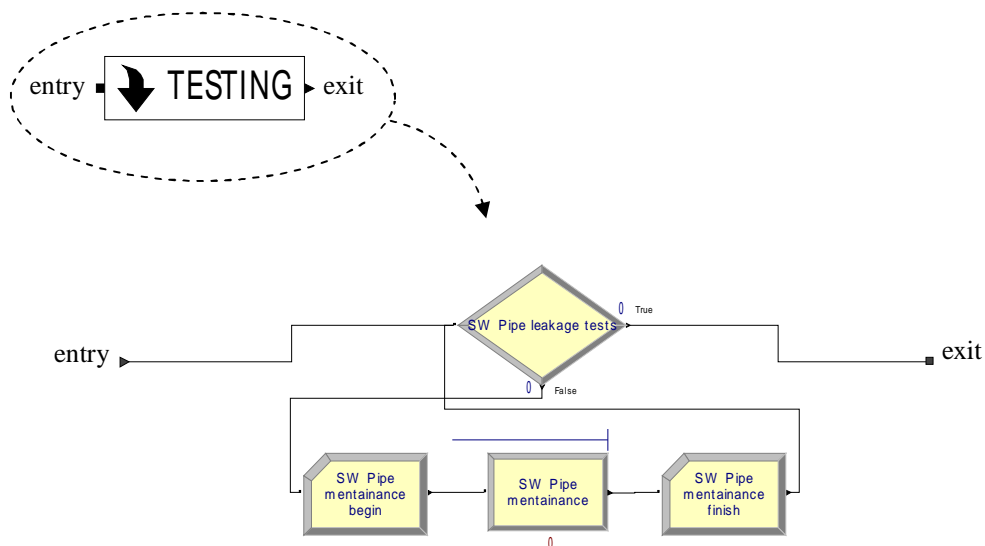 entry TESTING exit
0 True
SW Pipe leakage tests
entry
exit
0 False
SW Pipe
mentainance
begin
SW Pipe
mentainance
SW Pipe
mentainance
finish
0